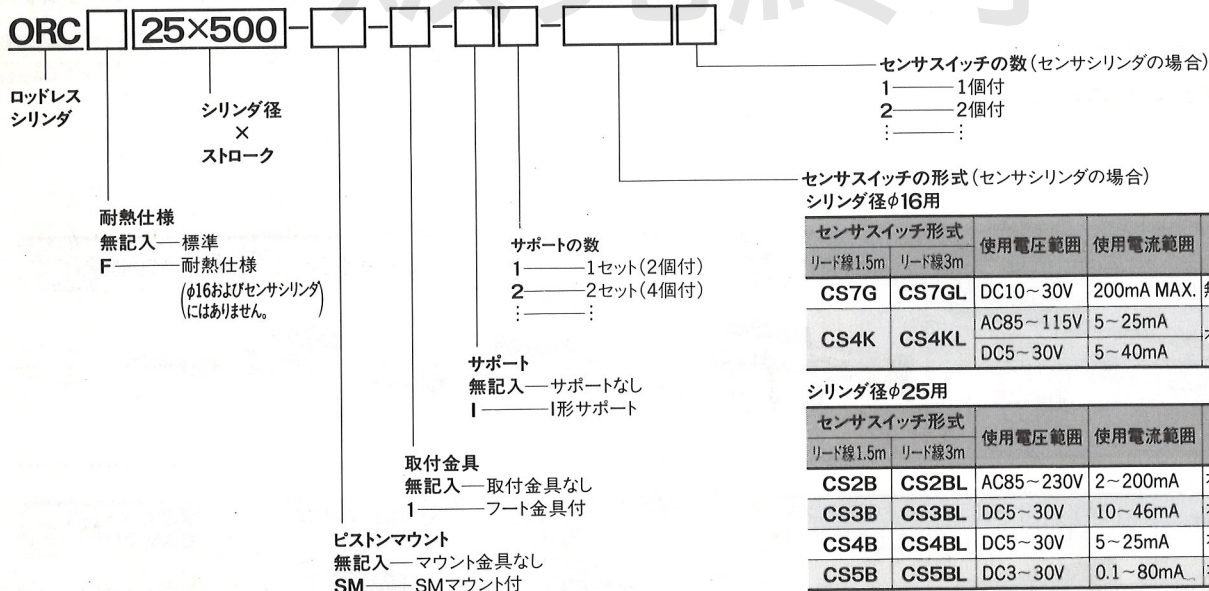 ORC 25×500 - - - -
ロッドレス
シリンダ
シリンダ径
×
ストローク
耐熱仕様
無記入 標準
F 耐熱仕様
(φ16およびセンサシリンダ
にはありません。)
ピストンマウント
無記入 マウント金具なし
SM SMマウント付
取付金具
無記入 取付金具なし
1 フート金具付
サポート
無記入 サポートなし
I I形サポート
サポートの数
1 1セット(2個付)
2 2セット(4個付)
⋮ ⋮
センサスイッチの数(センサシリンダの場合)
1 1個付
2 2個付
⋮ ⋮
センサスイッチの形式(センサシリンダの場合)
シリンダ径φ16用
センサスイッチ形式 使用電圧範囲 使用電流範囲
リード線1.5m リード線3m
CS7G CS7GL DC10~30V 200mA MAX.
CS4K CS4KL AC85~115V 5~25mA
DC5~30V 5~40mA
シリンダ径φ25用
センサスイッチ形式 使用電圧範囲 使用電流範囲
リード線1.5m リード線3m
CS2B CS2BL AC85~230V 2~200mA
CS3B CS3BL DC5~30V 10~46mA
CS4B CS4BL DC5~30V 5~25mA
CS5B CS5BL DC3~30V 0.1~80mA